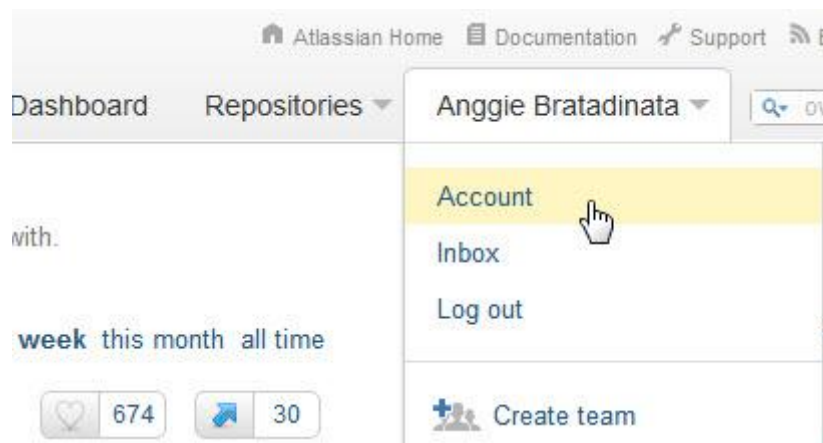 Atlassian Home Documentation Support
Dashboard Repositories Anggie Bratadinata
Account
with.
Inbox
Log out
week this month all time
674 30
Create team